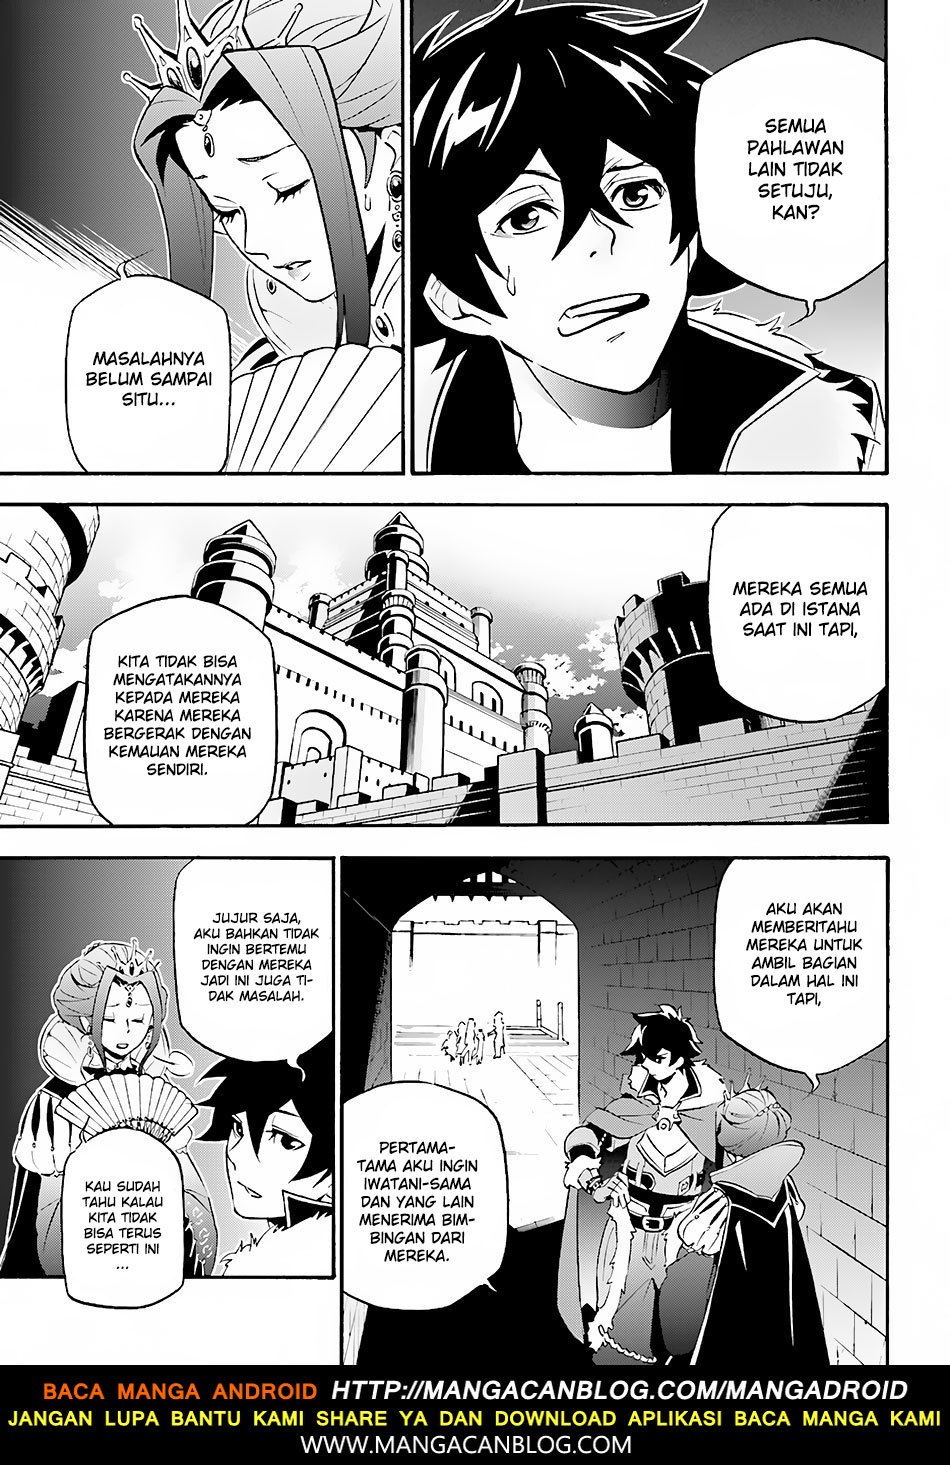 SEMUA
PAHLAWAN
LAIN TIDAK
SETUJU,
KAN?
MASALAHNYA
BELUM SAMPAI
SITU...
MEREKA SEMUA
ADA DI ISTANA
SAAT INI TAPI,
KITA TIDAK BISA
MENGATAKANNYA
KEPADA MEREKA
KARENA MEREKA
BERGERAK DENGAN
KEMAUAN MEREKA
SENDIRI.
AKU AKAN
MEMBERITAHU
MEREKA UNTUK
AMBIL BAGIAN
DALAM HAL INI
TAPI,
PERTAMA-
TAMA AKU INGIN
IWATANI-SAMA
DAN YANG LAIN
MENERIMA BIM-
BINGAN DARI
MEREKA.
JUJUR SAJA,
AKU BAHKAN TIDAK
INGIN BERTEMU
DENGAN MEREKA
JADI INI JUGA TI-
DAK MASALAH.
KAU SUDAH
TAHU KALAU
KITA TIDAK
BISA TERUS
SEPERTI INI
...
BACA MANGA ANDROID HTTP://MANGACANBLOG.COM/MANGADROID
JANGAN LUPA BANTU KAMI SHARE YA DAN DOWNLOAD APLIKASI BACA MANGA KAMI
WWW.MANGACANBLOG.COM